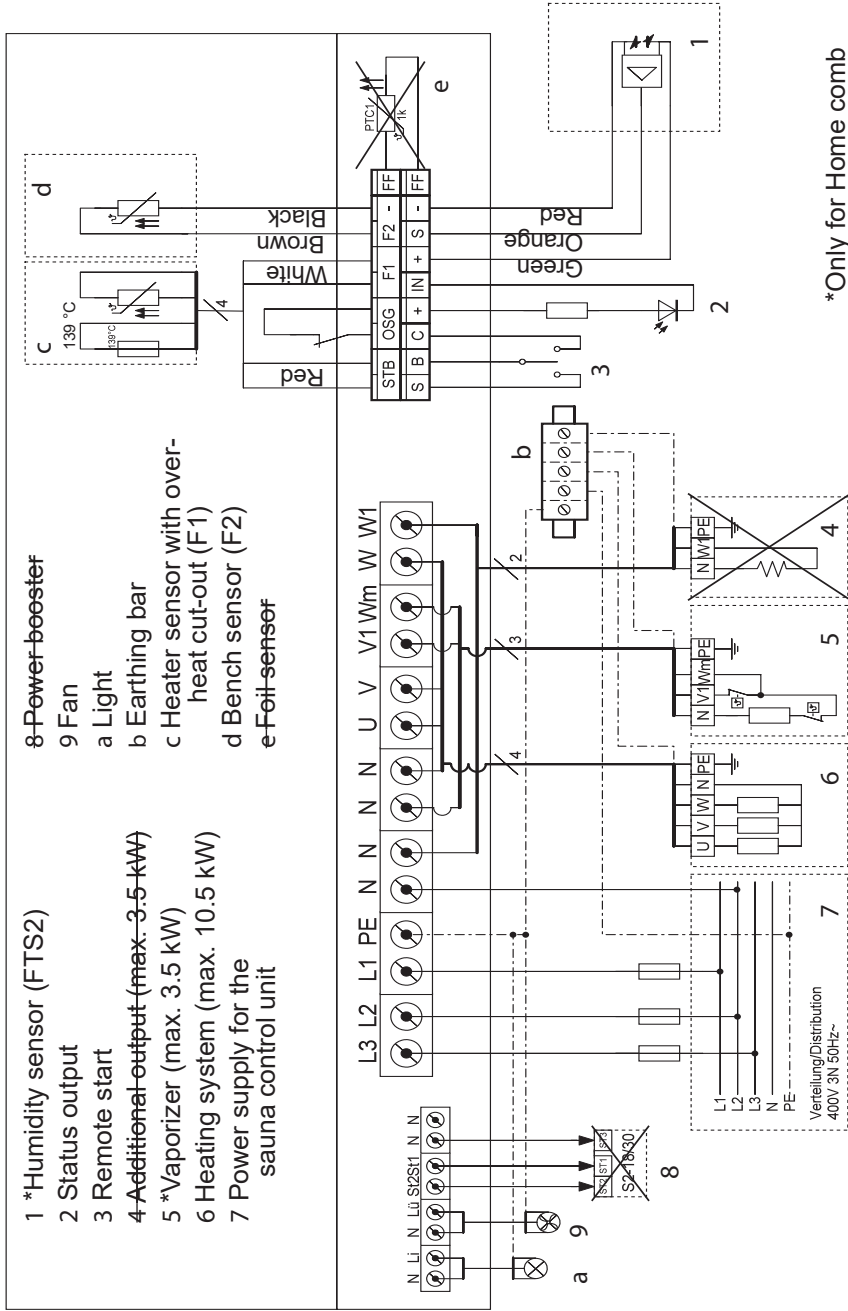 1 *Humidity sensor (FTS2)
2 Status output
3 Remote start
4 Additional output (max. 3.5 kW)
5 *Vaporizer (max. 3.5 kW)
6 Heating system (max. 10.5 kW)
7 Power supply for the
sauna control unit
8 Power booster
9 Fan
a Light
b Earthing bar
c Heater sensor with over-
heat cut-out (F1)
d Bench sensor (F2)
e Foil sensor
c
139 °C
139°C
d
4
Red
White
Brown
Black
PTC1
1k
e
STB OSG F1 F2 - FF
S B C + IN + S - FF
Green
Orange
Red
3
2
1
N Li N Lü St2 St1 N N
L3 L2 L1 PE N N N N U V V1 Wm W W1
b
4
3
2
a
9
ST2 ST1 ST3
S2-18/30
8
L1
L2
L3
N
PE
Verteilung/Distribution
400V 3N 50Hz~
7
U V W N PE
6
N V1 Wm PE
5
N W1 PE
4
*Only for Home comb